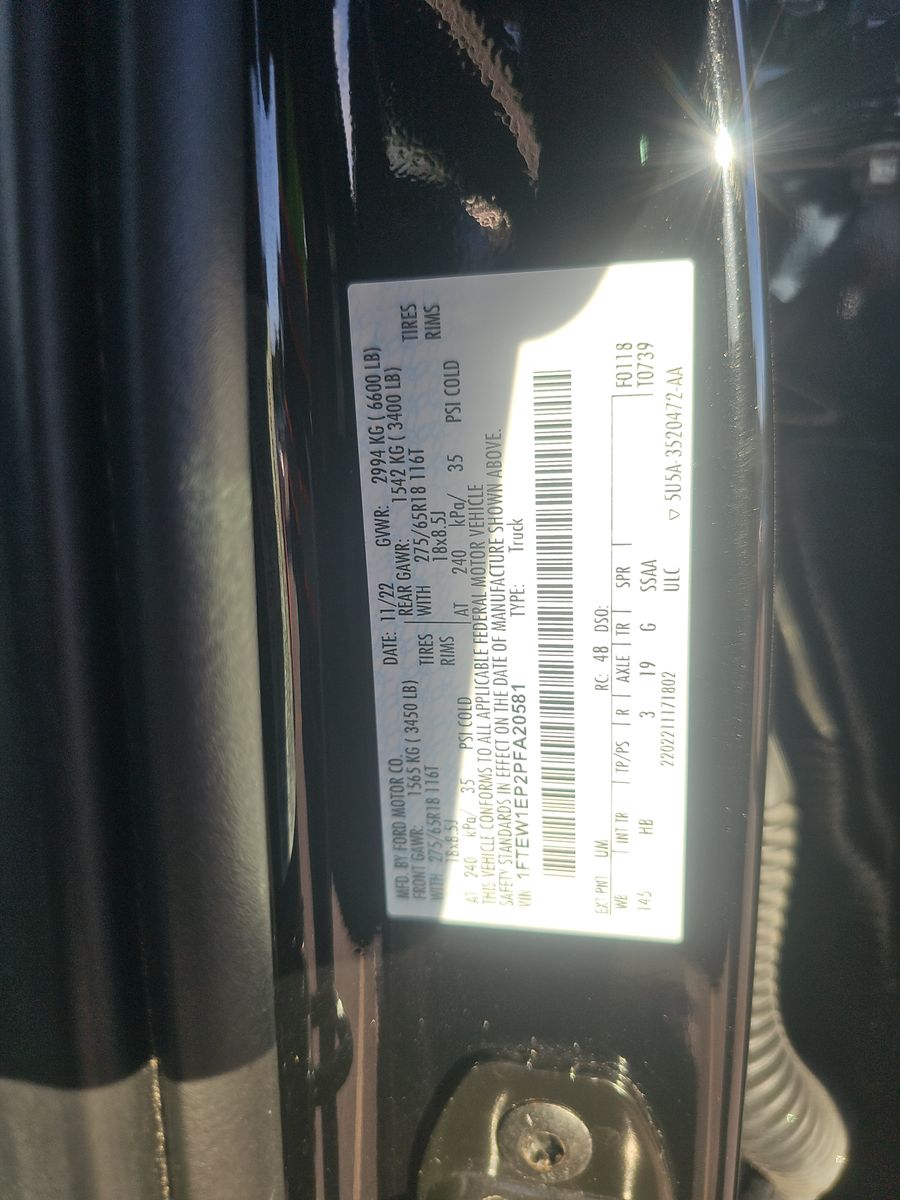 MFD. BY FORD MOTOR CO. DATE: 11/22 GVWR: 2994 KG ( 6600 LB)
FRONT GAWR: 1565 KG ( 3450 LB) REAR GAWR: 1542 KG ( 3400 LB)
WITH 275/65R18 116T TIRES WITH 275/65R18 116T TIRES
18x8.5J RIMS 18x8.5J RIMS
AT 240 kPa/ 35 PSI COLD AT 240 kPa/ 35 PSI COLD
THIS VEHICLE CONFORMS TO ALL APPLICABLE FEDERAL MOTOR VEHICLE
SAFETY STANDARDS IN EFFECT ON THE DATE OF MANUFACTURE SHOWN ABOVE.
VIN 1FTEW1EP2PFA20581 TYPE: Truck
EXT PNT UM RC: 48 DSO: F0118
WB INT TR TP/PS R AXLE TR SPR T0739
145 HB 3 19 G SSAA
2202211171802 ULC ▽ 5U5A-3520472-AA